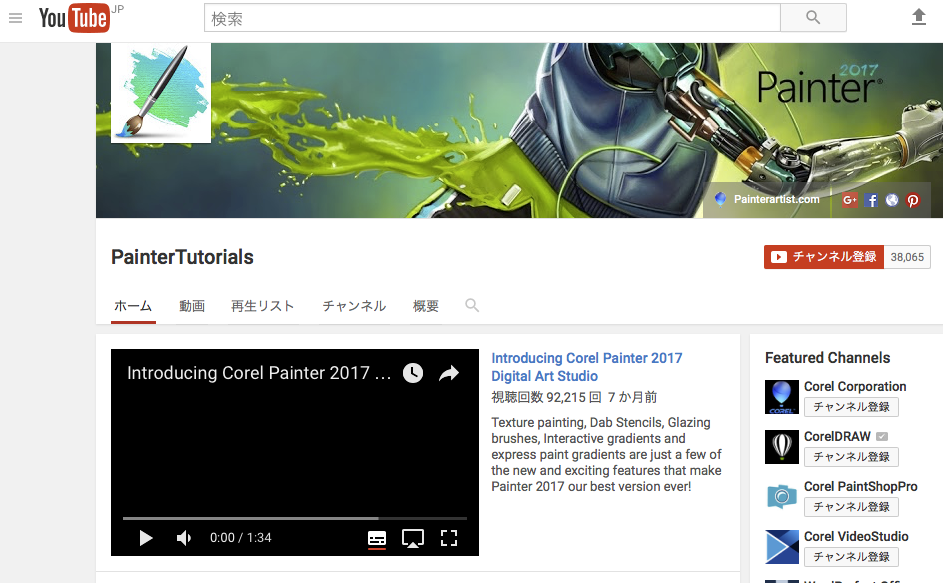 YouTube JP
検索
2017
Painter®
Painterartist.com
G+ f
PainterTutorials
チャンネル登録 38,065
ホーム 動画 再生リスト チャンネル 概要
Introducing Corel Painter 2017 ...
0:00 / 1:34
Introducing Corel Painter 2017
Digital Art Studio
視聴回数 92,215 回 7 か月前
Texture painting, Dab Stencils, Glazing
brushes, Interactive gradients and
express paint gradients are just a few of
the new and exciting features that make
Painter 2017 our best version ever!
Featured Channels
Corel Corporation
COREL
チャンネル登録
CorelDRAW
チャンネル登録
Corel PaintShopPro
チャンネル登録
Corel VideoStudio
チャンネル登録